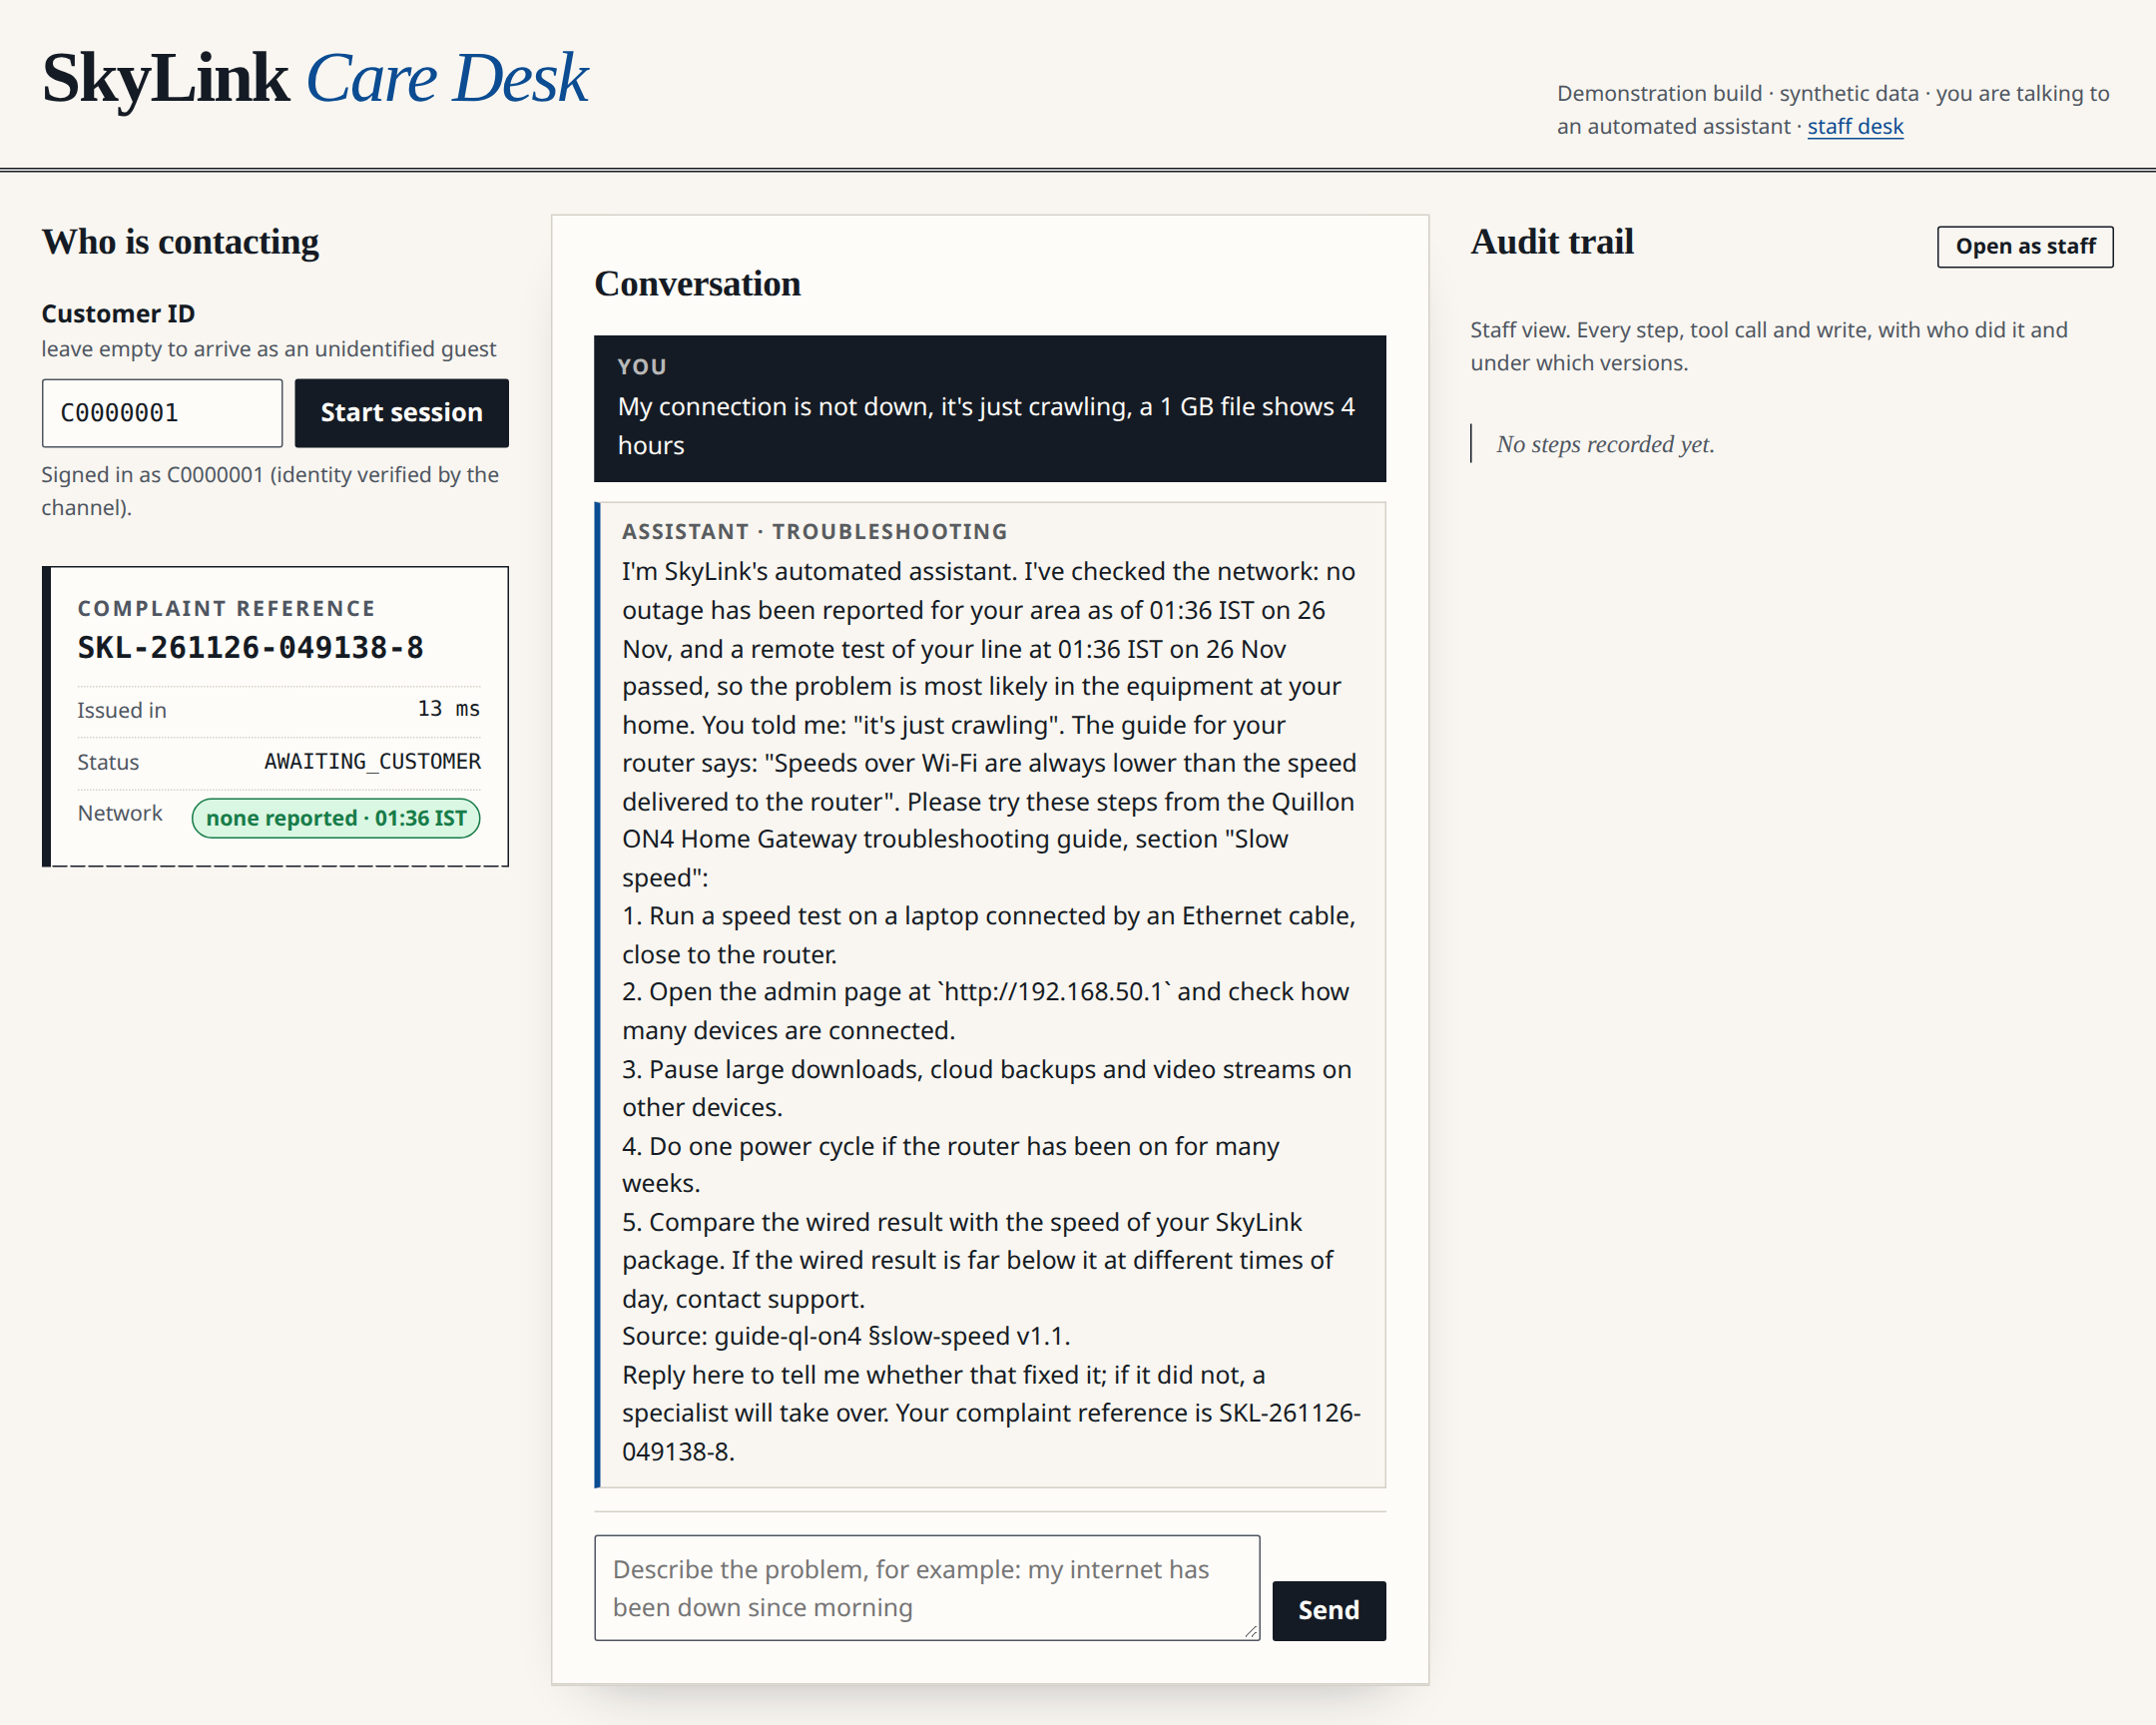 SkyLink Care Desk
Demonstration build · synthetic data · you are talking to
an automated assistant · staff desk
Who is contacting
Customer ID
leave empty to arrive as an unidentified guest
C0000001
Start session
Signed in as C0000001 (identity verified by the
channel).
COMPLAINT REFERENCE
SKL-261126-049138-8
Issued in 13 ms
Status AWAITING_CUSTOMER
Network none reported · 01:36 IST
Conversation
YOU
My connection is not down, it's just crawling, a 1 GB file shows 4
hours
ASSISTANT · TROUBLESHOOTING
I'm SkyLink's automated assistant. I've checked the network: no
outage has been reported for your area as of 01:36 IST on 26
Nov, and a remote test of your line at 01:36 IST on 26 Nov
passed, so the problem is most likely in the equipment at your
home. You told me: "it's just crawling". The guide for your
router says: "Speeds over Wi-Fi are always lower than the speed
delivered to the router". Please try these steps from the Quillon
ON4 Home Gateway troubleshooting guide, section "Slow
speed":
1. Run a speed test on a laptop connected by an Ethernet cable,
close to the router.
2. Open the admin page at `http://192.168.50.1` and check how
many devices are connected.
3. Pause large downloads, cloud backups and video streams on
other devices.
4. Do one power cycle if the router has been on for many
weeks.
5. Compare the wired result with the speed of your SkyLink
package. If the wired result is far below it at different times of
day, contact support.
Source: guide-ql-on4 §slow-speed v1.1.
Reply here to tell me whether that fixed it; if it did not, a
specialist will take over. Your complaint reference is SKL-261126-
049138-8.
Describe the problem, for example: my internet has
been down since morning
Send
Audit trail
Open as staff
Staff view. Every step, tool call and write, with who did it and
under which versions.
No steps recorded yet.